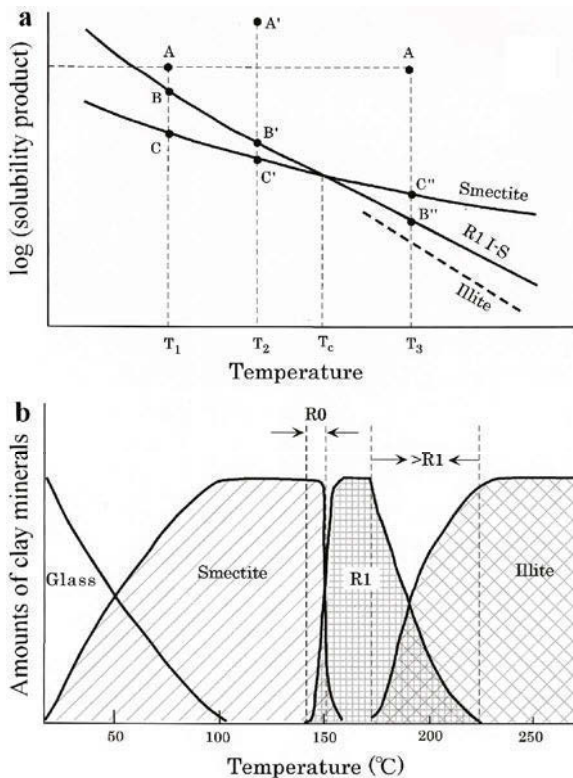 a
A'
A
A
B
B'
C
C'
C"
Smectite
B"
R1 I-S
Illite
log (solubility product)
T1 T2 Tc T3
Temperature
b
R0
>R1
Glass
Smectite
R1
Illite
Amounts of clay minerals
50 100 150 200 250
Temperature (℃)